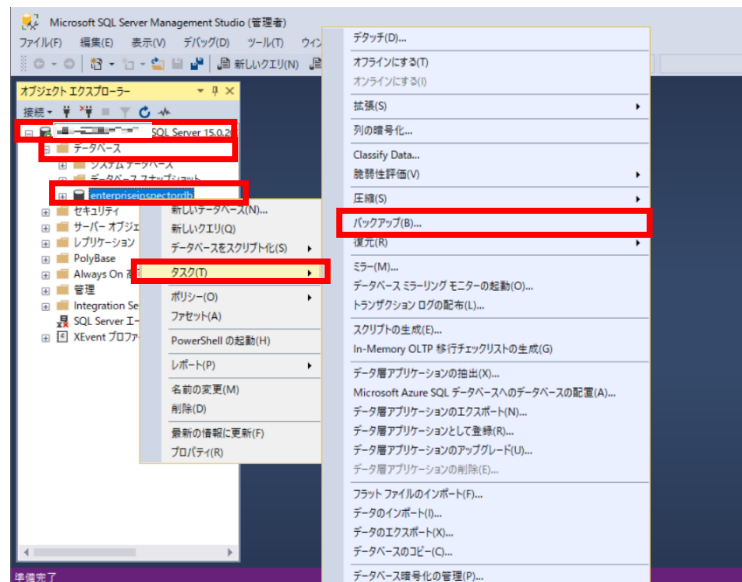 Microsoft SQL Server Management Studio (管理者)
ファイル(F) 編集(E) 表示(V) デバッグ(D) ツール(T) ウィン
新しいクエリ(N)
オブジェクト エクスプローラー
接続
SQL Server 15.0.20
データベース
システム データベース
データベース スナップショット
enterpriseinspectordb
セキュリティ
サーバー オブジェ
レプリケーション
PolyBase
Always On
管理
Integration Se
SQL Server エー
XEvent プロファ
新しいデータベース(N)...
新しいクエリ(Q)
データベースをスクリプト化(S)
タスク(T)
ポリシー(O)
ファセット(A)
PowerShell の起動(H)
レポート(P)
名前の変更(M)
削除(D)
最新の情報に更新(F)
プロパティ(R)
デタッチ(D)...
オフラインにする(T)
オンラインにする(I)
拡張(S)
列の暗号化...
Classify Data...
脆弱性評価(V)
圧縮(S)
バックアップ(B)...
復元(R)
ミラー(M)...
データベース ミラーリング モニターの起動(O)...
トランザクション ログの配布(L)...
スクリプトの生成(E)...
In-Memory OLTP 移行チェックリストの生成(G)
データ層アプリケーションの抽出(X)...
Microsoft Azure SQL データベースへのデータベースの配置(A)...
データ層アプリケーションのエクスポート(N)...
データ層アプリケーションとして登録(R)...
データ層アプリケーションのアップグレード(U)...
データ層アプリケーションの削除(E)...
フラット ファイルのインポート(F)...
データのインポート(I)...
データのエクスポート(X)...
データベースのコピー(C)...
データベース暗号化の管理(P)...
準備完了